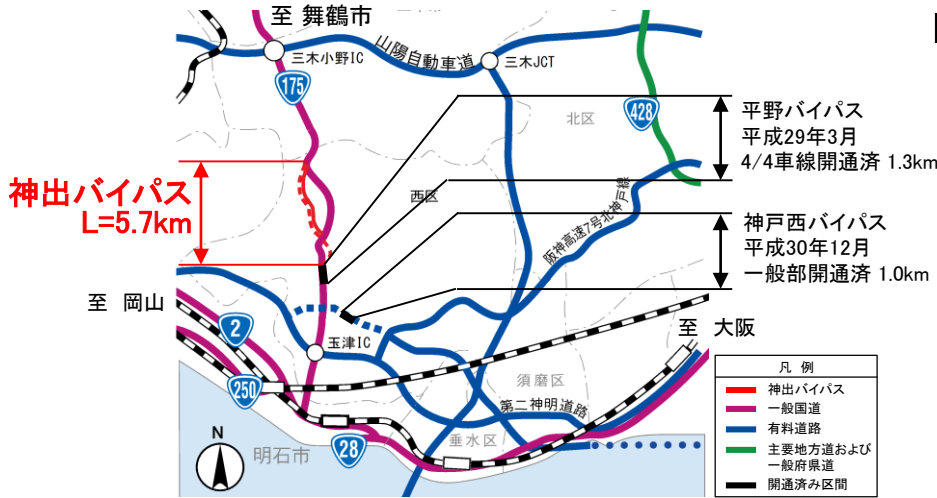 至 舞鶴市
三木小野IC
山陽自動車道
三木JCT
175
428
北区
平野バイパス
平成29年3月
4/4車線開通済 1.3km
神出バイパス
L=5.7km
西区
阪神高速7号北神戸線
神戸西バイパス
平成30年12月
一般部開通済 1.0km
至 岡山
2
玉津IC
至 大阪
250
須磨区
第二神明道路
垂水区
28
N
明石市
凡 例
神出バイパス
一般国道
有料道路
主要地方道および
一般府県道
開通済み区間